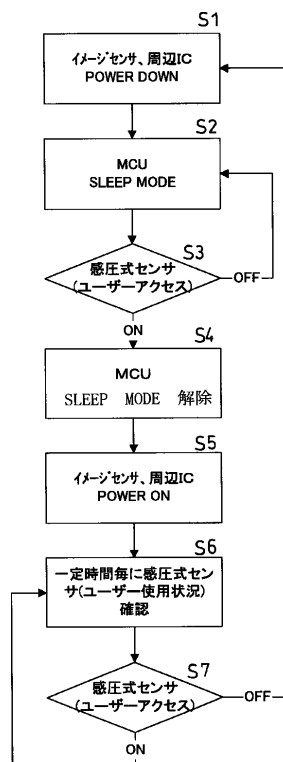 S1
イメージセンサ、周辺IC
POWER DOWN
S2
MCU
SLEEP MODE
S3
感圧式センサ
(ユーザーアクセス)
OFF
ON
S4
MCU
SLEEP MODE 解除
S5
イメージセンサ、周辺IC
POWER ON
S6
一定時間毎に感圧式セン
サ(ユーザー使用状況)
確認
S7
感圧式センサ
(ユーザーアクセス)
OFF
ON